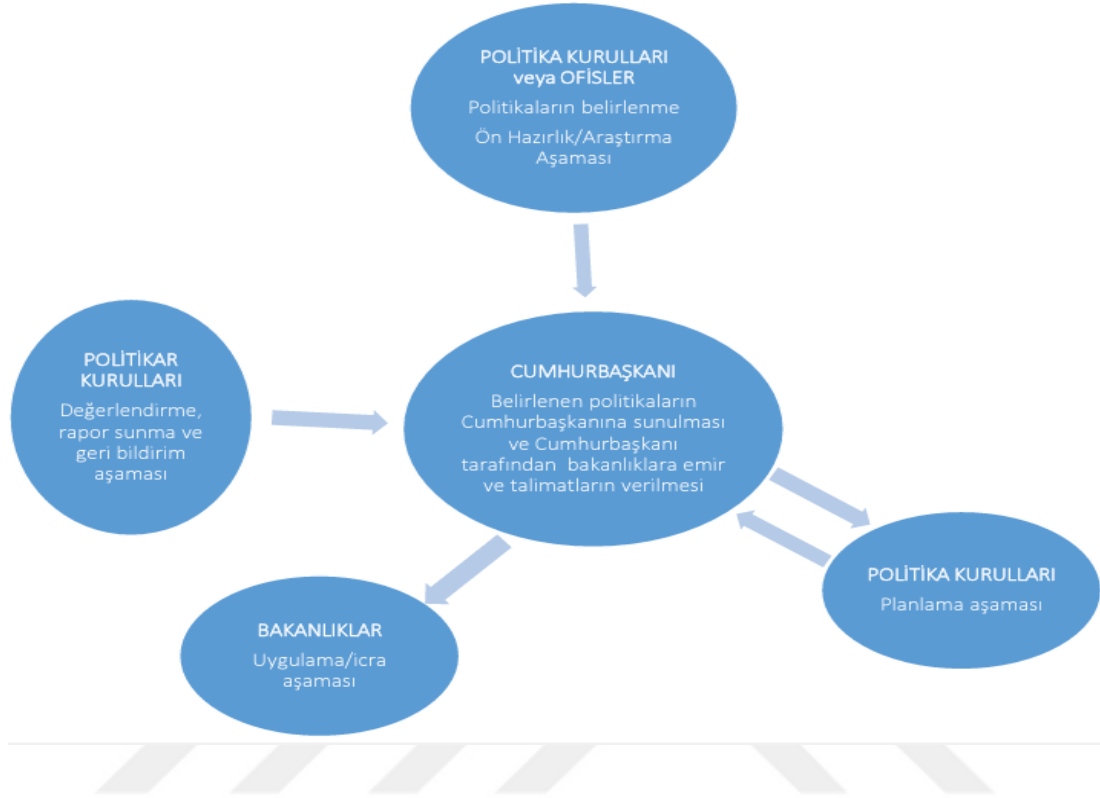 POLİTİKA KURULLARI
veya OFİSLER
Politikaların belirlenme
Ön Hazırlık/Araştırma
Aşaması
POLİTİKAR
KURULLARI
Değerlendirme,
rapor sunma ve
geri bildirim
aşaması
CUMHURBAŞKANI
Belirlenen politikaların
Cumhurbaşkanına sunulması
ve Cumhurbaşkanı
tarafından bakanlıklara emir
ve talimatların verilmesi
POLİTİKA KURULLARI
Planlama aşaması
BAKANLIKLAR
Uygulama/icra
aşaması